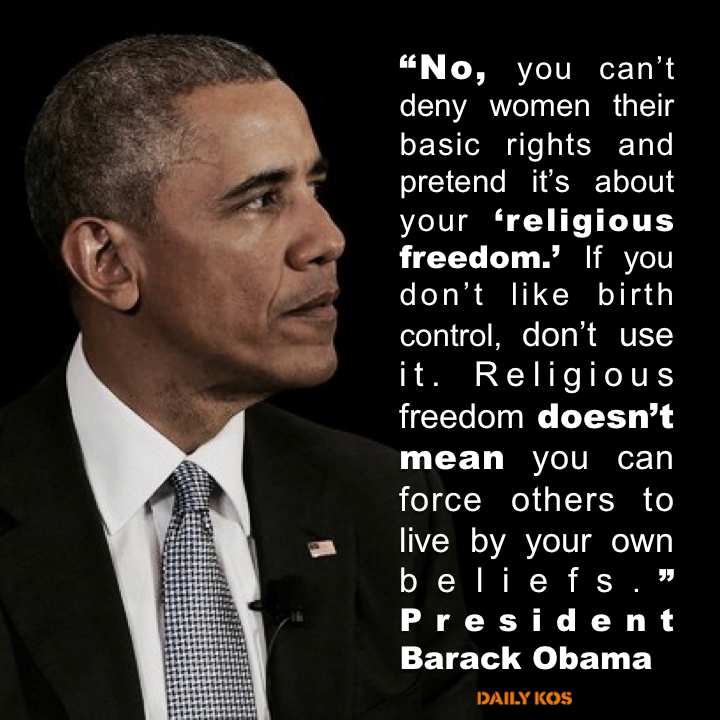 “No, you can’t
deny women their
basic rights and
pretend it’s about
your ‘religious
freedom.’ If you
don’t like birth
control, don’t use
it. Religious
freedom doesn’t
mean you can
force others to
live by your own
beliefs.”
President
Barack Obama
DAILY KOS